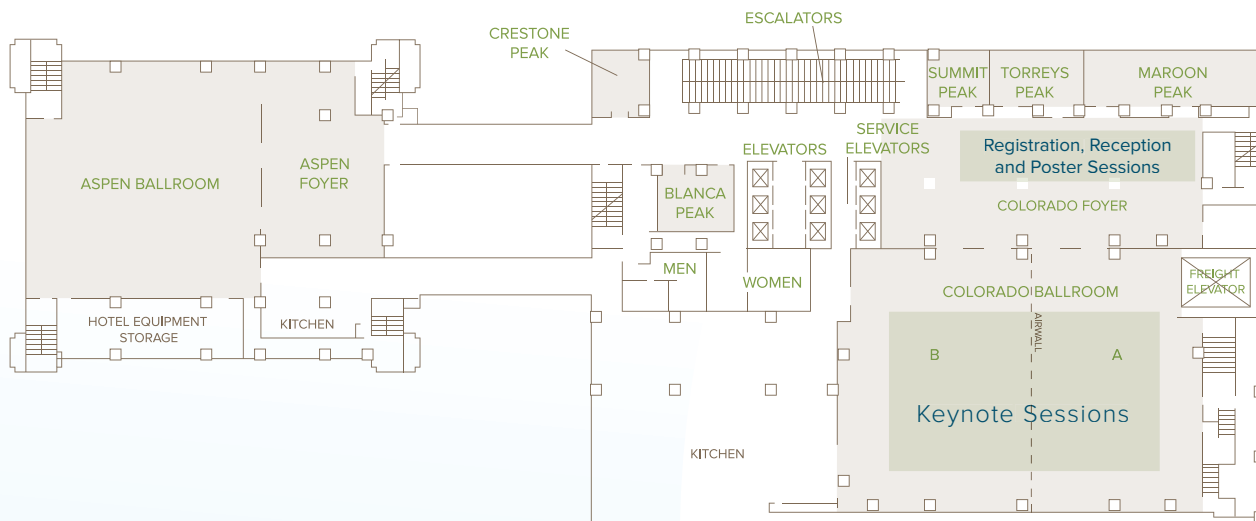 ESCALATORS
CRESTONE
PEAK
SUMMIT
PEAK
TORREYS
PEAK
MAROON
PEAK
SERVICE
ELEVATORS
ELEVATORS
Registration, Reception
and Poster Sessions
ASPEN BALLROOM
ASPEN
FOYER
BLANCA
PEAK
COLORADO FOYER
MEN
WOMEN
FREIGHT
ELEVATOR
COLORADO BALLROOM
HOTEL EQUIPMENT
STORAGE
KITCHEN
AIRWALL
B
A
Keynote Sessions
KITCHEN